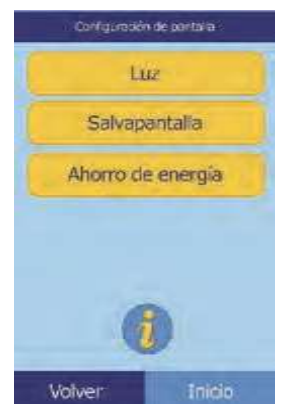 Configuración de pantalla
Luz
Salvapantalla
Ahorro de energía
i
Volver
Inicio